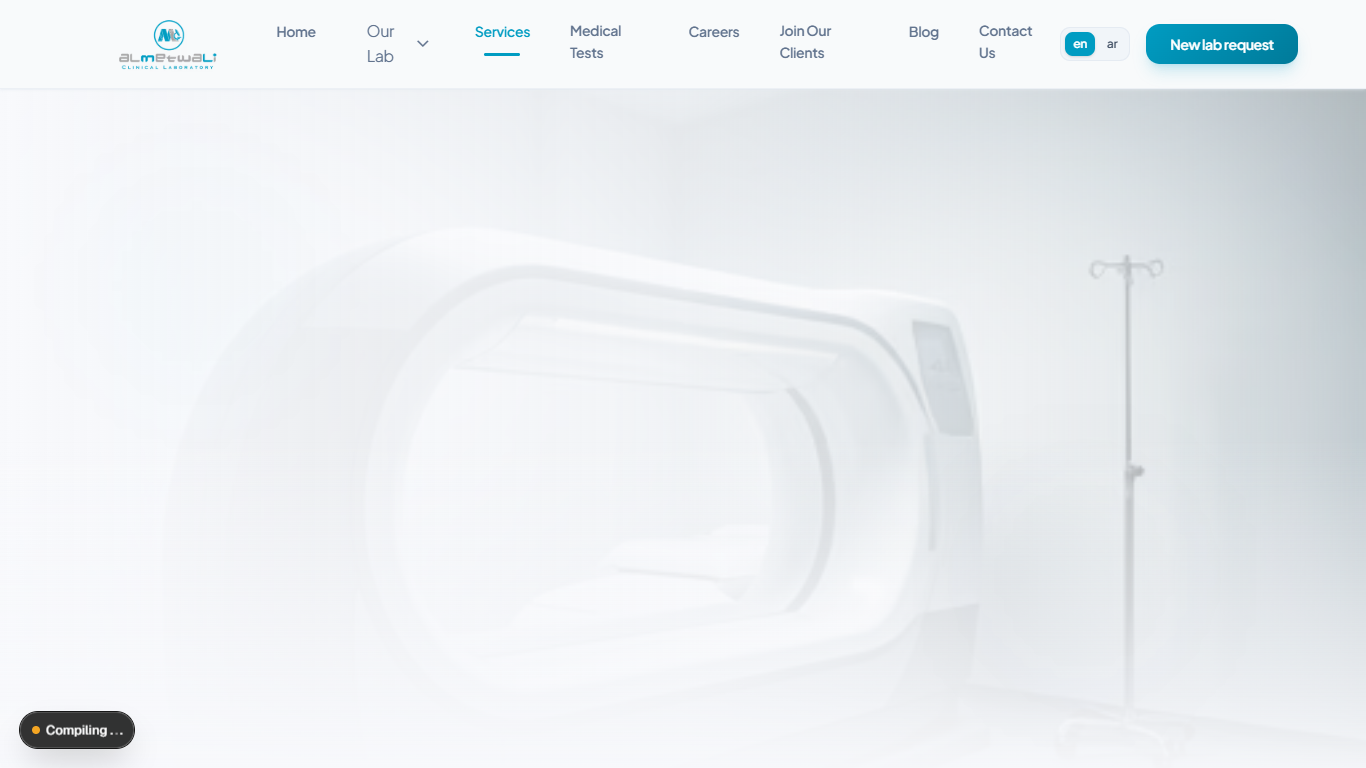 almetwali
Clinical Laboratory
Home
Our
Lab
Services
Medical
Tests
Careers
Join Our
Clients
Blog
Contact
Us
en
ar
New lab request
Compiling ...